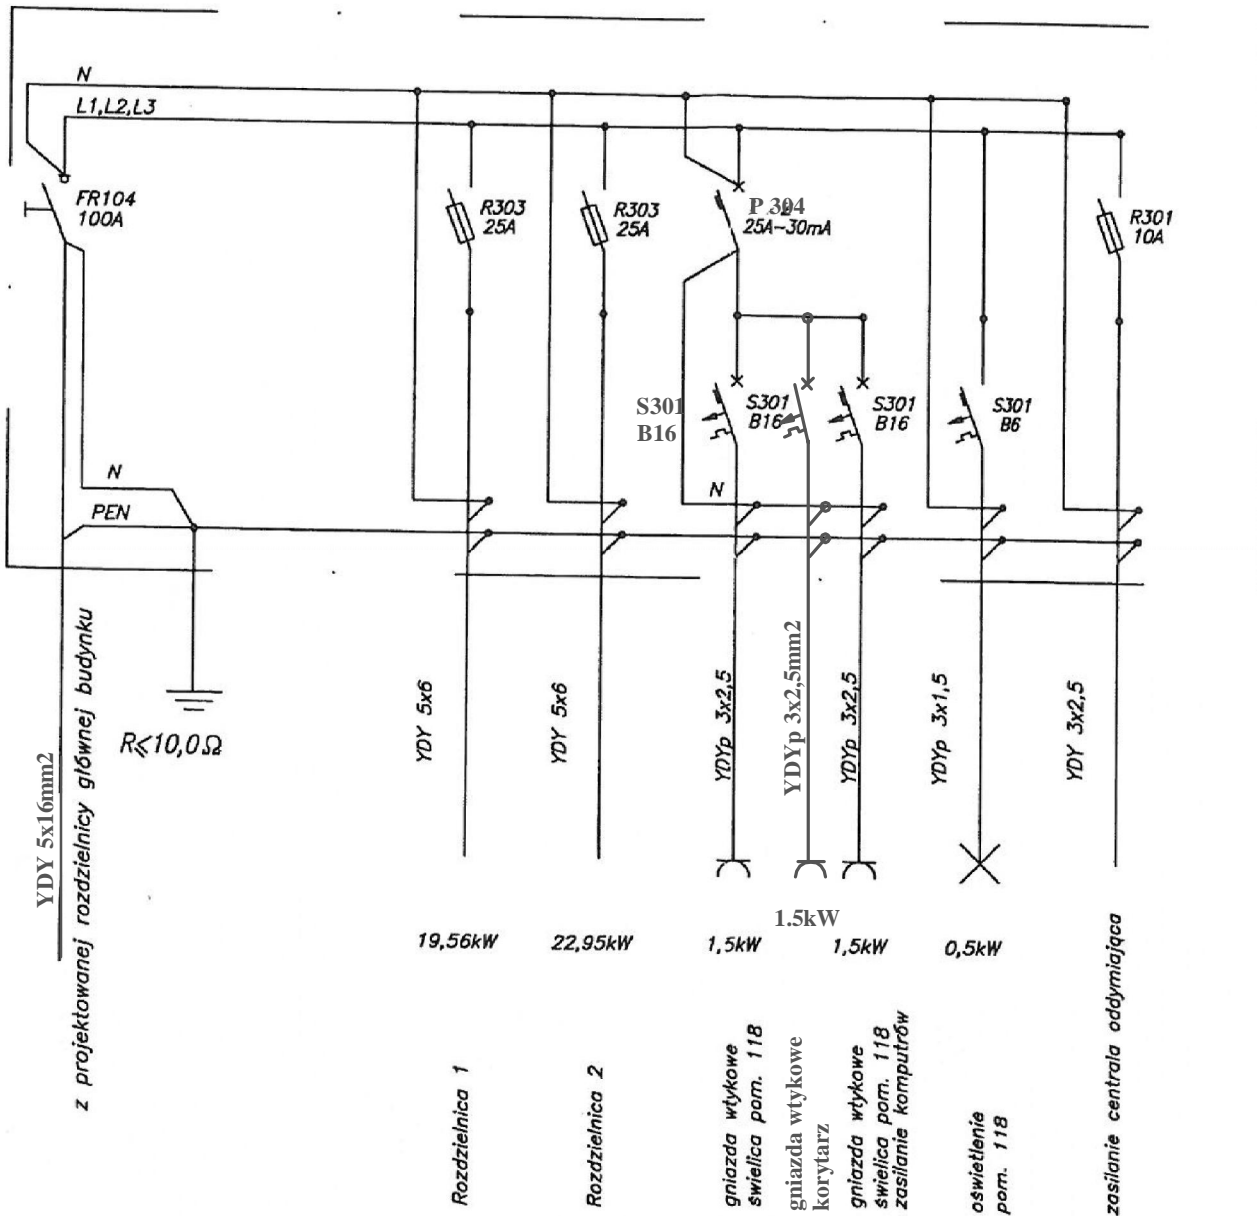 N
L1,L2,L3
FR104
100A
R303
25A
R303
25A
P 304
25A~30mA
R301
10A
S301
B16
S301
B16
S301
B16
S301
B6
N
N
PEN
R⩽10,0Ω
YDY 5x16mm2
z projektowanej rozdzielnicy głównej budynku
YDY 5x6
YDY 5x6
YDYp 3x2,5
YDYp 3x2,5mm2
YDYp 3x2,5
YDYp 3x1,5
YDY 3x2,5
19,56kW
22,95kW
1,5kW
1.5kW
1,5kW
0,5kW
Rozdzielnica 1
Rozdzielnica 2
gniazda wtykowe
świelica pom. 118
gniazda wtykowe
korytarz
gniazda wtykowe
świelica pom. 118
zasilanie komputrów
oświetlenie
pom. 118
zasilanie centrala oddymiająca